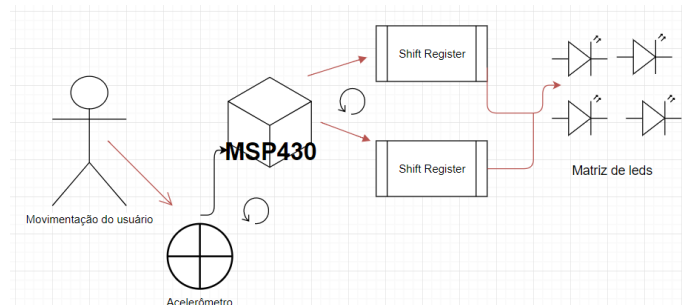 Shift Register
MSP430
Shift Register
Matriz de leds
Movimentação do usuário
Acelerômetro